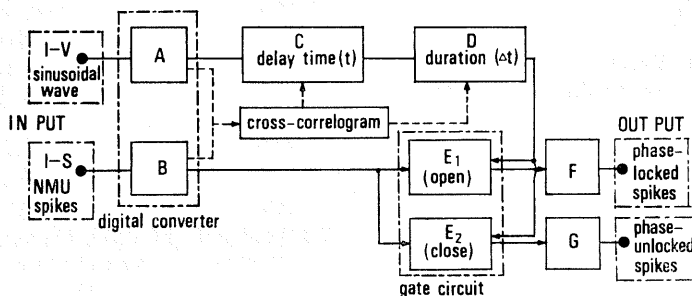 I-V
sinusoidal
wave
A
C
delay time(t)
D
duration (Δt)
cross-correlogram
IN PUT
I-S
NMU
spikes
B
digital converter
E1
(open)
E2
(close)
gate circuit
F
G
OUT PUT
phase-
locked
spikes
phase-
unlocked
spikes